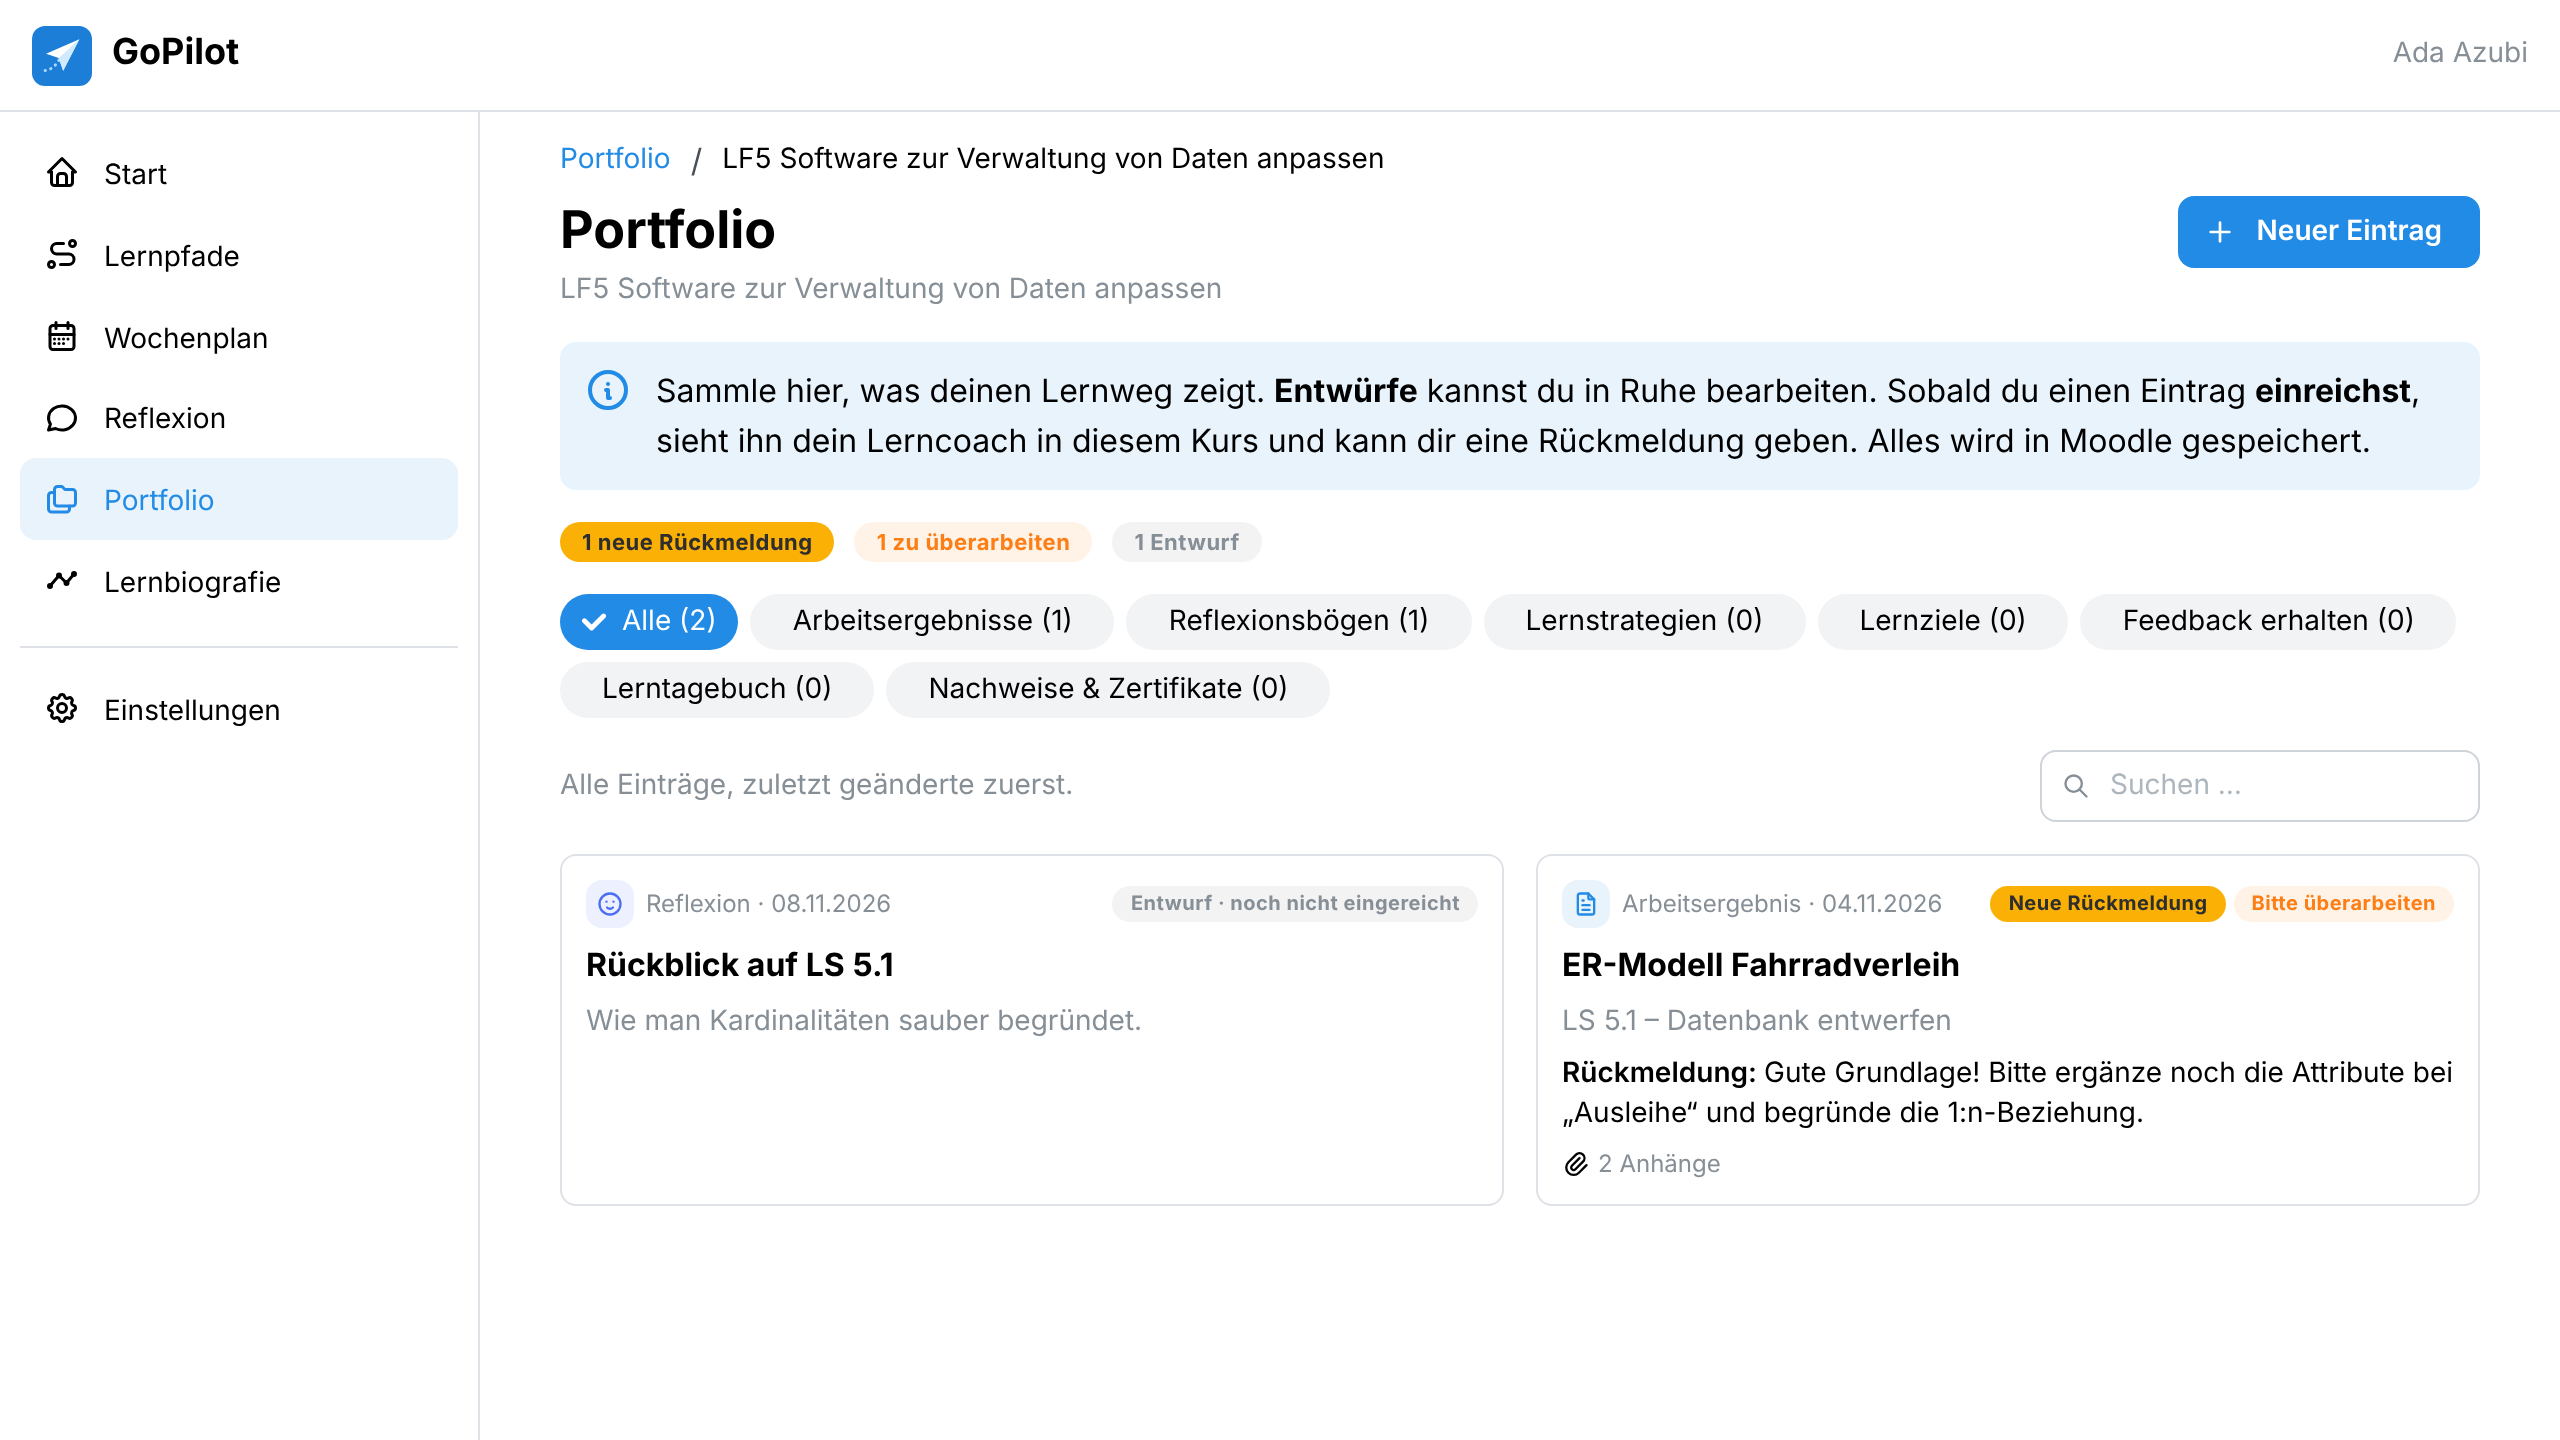 GoPilot
Ada Azubi
Start
Lernpfade
Wochenplan
Reflexion
Portfolio
Lernbiografie
Einstellungen
Portfolio / LF5 Software zur Verwaltung von Daten anpassen
Portfolio
Neuer Eintrag
LF5 Software zur Verwaltung von Daten anpassen
Sammle hier, was deinen Lernweg zeigt. Entwürfe kannst du in Ruhe bearbeiten. Sobald du einen Eintrag einreichst,
sieht ihn dein Lerncoach in diesem Kurs und kann dir eine Rückmeldung geben. Alles wird in Moodle gespeichert.
1 neue Rückmeldung 1 zu überarbeiten 1 Entwurf
Alle (2) Arbeitsergebnisse (1) Reflexionsbögen (1) Lernstrategien (0) Lernziele (0) Feedback erhalten (0)
Lerntagebuch (0) Nachweise & Zertifikate (0)
Alle Einträge, zuletzt geänderte zuerst.
Suchen ...
Reflexion · 08.11.2026 Entwurf · noch nicht eingereicht
Rückblick auf LS 5.1
Wie man Kardinalitäten sauber begründet.
Arbeitsergebnis · 04.11.2026 Neue Rückmeldung Bitte überarbeiten
ER-Modell Fahrradverleih
LS 5.1 – Datenbank entwerfen
Rückmeldung: Gute Grundlage! Bitte ergänze noch die Attribute bei
„Ausleihe“ und begründe die 1:n-Beziehung.
2 Anhänge